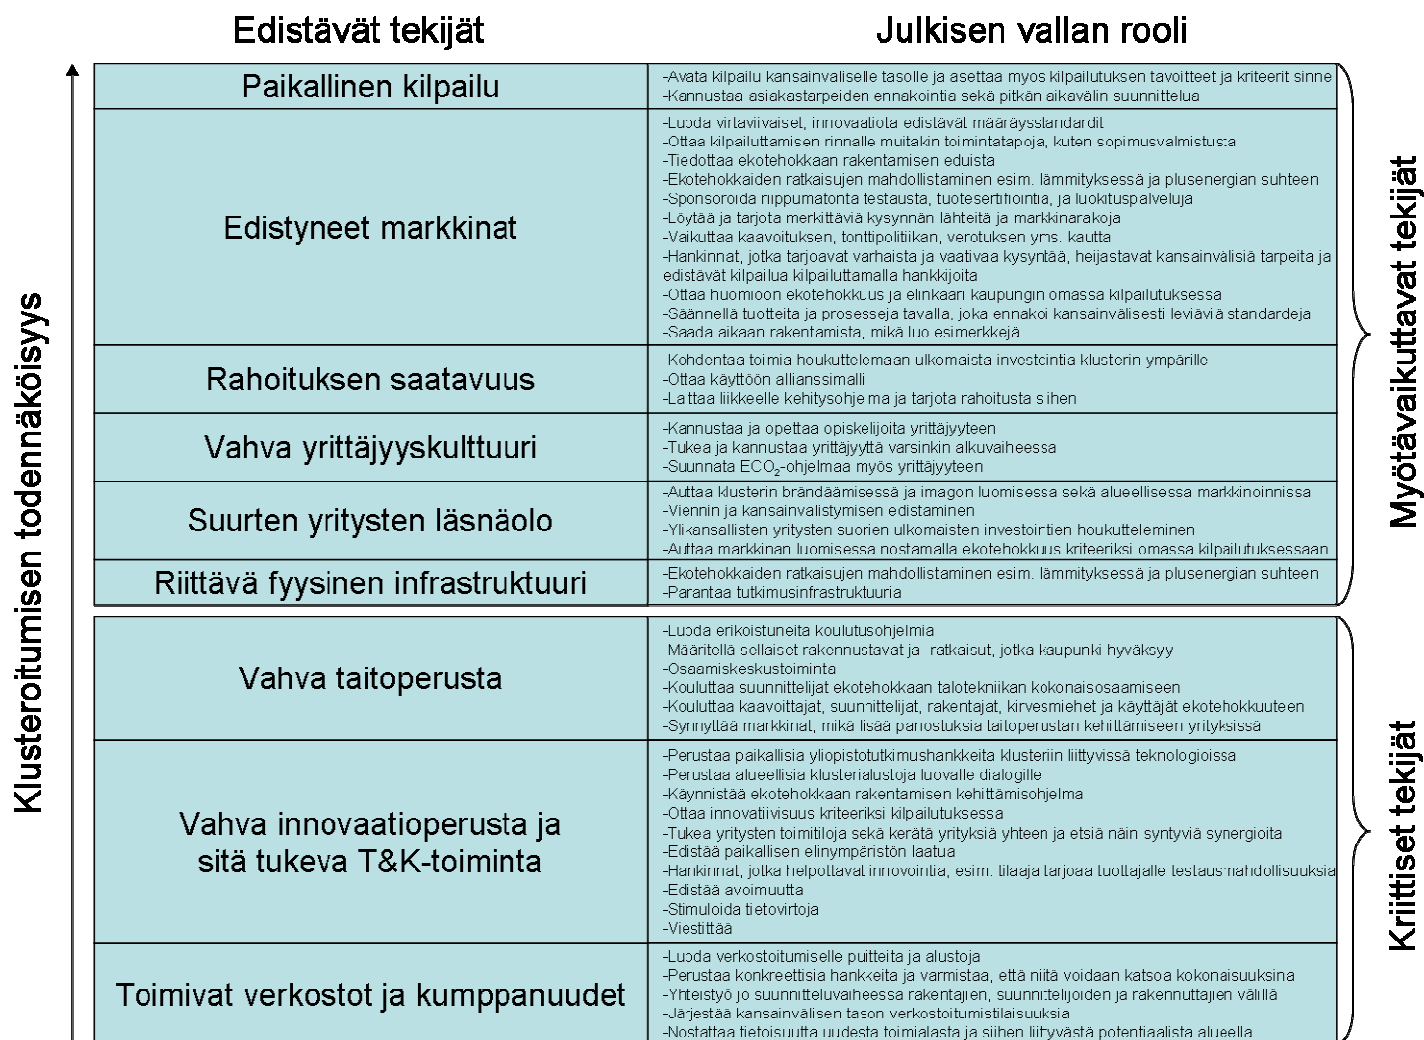 Edistävät tekijät
Julkisen vallan rooli
Klusteroitumisen todennäköisyys
Paikallinen kilpailu
-Avata kilpailu kansainvaliselle tasolle ja asettaa myos kilpailutuksen tavoitteet ja kriteerit sinne
-Kannustaa asiakastarpeiden ennakointia sekä pitkän aikavälin suunnittelua
Edistyneet markkinat
-Luoda virtaviivaiset, innovaatiota edistävät määräysstandardit
-Ottaa kilpailuttamisen rinnalle muitakin toimintatapoja, kuten sopimusvalmistusta
-Tiedottaa ekotehokkaan rakentamisen eduista
-Ekotehokkaiden ratkaisujen mahdollistaminen esim. lämmityksessä ja plusenergian suhteen
-Sponsoroida riippumatonta testausta, tuotesertifiointia, ja luokituspalveluja
-Löytää ja tarjota merkittäviä kysynnän lähteitä ja markkinarakoja
-Vaikuttaa kaavoituksen, tonttipolitiikan, verotuksen yms. kautta
-Hankinnat, jotka tarjoavat varhaista ja vaativaa kysyntää, heijastavat kansainvälisiä tarpeita ja
edistävät kilpailua kilpailuttamalla hankkijoita
-Ottaa huomioon ekotehokkuus ja elinkaari kaupungin omassa kilpailutuksessa
-Säännellä tuotteita ja prosesseja tavalla, joka ennakoi kansainvälisesti leviäviä standardeja
-Saada aikaan rakentamista, mikä luo esimerkkejä
Rahoituksen saatavuus
-Kohdentaa toimia houkuttelemaan ulkomaista investointia klusterin ympärille
-Ottaa käyttöön allianssimalli
-Laittaa liikkeelle kehitysohjelma ja tarjota rahoitusta siihen
Vahva yrittäjyyskulttuuri
-Kannustaa ja opettaa opiskelijoita yrittäjyyteen
-Tukea ja kannustaa yrittäjyyttä varsinkin alkuvaiheessa
-Suunnata ECO₂-ohjelmaa myös yrittäjyyteen
Suurten yritysten läsnäolo
-Auttaa klusterin brändäämisessä ja imagon luomisessa sekä alueellisessa markkinoinnissa
-Viennin ja kansainvalistymisen edistaminen
-Ylikansallisten yritysten suorien ulkomaisten investointien houkutteleminen
-Auttaa markkinan luomisessa nostamalla ekotehokkuus kriteeriksi omassa kilpailutuksessaan
Riittävä fyysinen infrastruktuuri
-Ekotehokkaiden ratkaisujen mahdollistaminen esim. lämmityksessä ja plusenergian suhteen
-Parantaa tutkimusinfrastruktuuria
Myötävaikuttavat tekijät
Vahva taitoperusta
-Luoda erikoistuneita koulutusohjelmia
-Määritellä sellaiset rakennustavat ja -ratkaisut, jotka kaupunki hyväksyy
-Osaamiskeskustoiminta
-Kouluttaa suunnittelijat ekotehokkaan talotekniikan kokonaisosaamiseen
-Kouluttaa kaavoittajat, suunnittelijat, rakentajat, kirvesmiehet ja käyttäjät ekotehokkuuteen
-Synnyttää markkinat, mikä lisää panostuksia taitoperustan kehittämiseen yrityksissä
Vahva innovaatioperusta ja
sitä tukeva T&K-toiminta
-Perustaa paikallisia yliopistotutkimushankkeita klusteriin liittyvissä teknologioissa
-Perustaa alueellisia klusterialustoja luovalle dialogille
-Käynnistää ekotehokkaan rakentamisen kehittämisohjelma
-Ottaa innovatiivisuus kriteeriksi kilpailutuksessa
-Tukea yritysten toimitiloja sekä kerätä yrityksiä yhteen ja etsiä näin syntyviä synergioita
-Edistää paikallisen elinympäristön laatua
-Hankinnat, jotka helpottavat innovointia, esim. tilaaja tarjoaa tuottajalle testausmahdollisuuksia
-Edistää avoimuutta
-Stimuloida tietovirtoja
-Viestittää
Toimivat verkostot ja kumppanuudet
-Luoda verkostoitumiselle puitteita ja alustoja
-Perustaa konkreettisia hankkeita ja varmistaa, että niitä voidaan katsoa kokonaisuuksina
-Yhteistyö jo suunnitteluvaiheessa rakentajien, suunnittelijoiden ja rakennuttajien välillä
-Järjestää kansainvälisen tason verkostoitumistilaisuuksia
-Nostattaa tietoisuutta uudesta toimialasta ja siihen liittyvästä potentiaalista alueella
Kriittiset tekijät